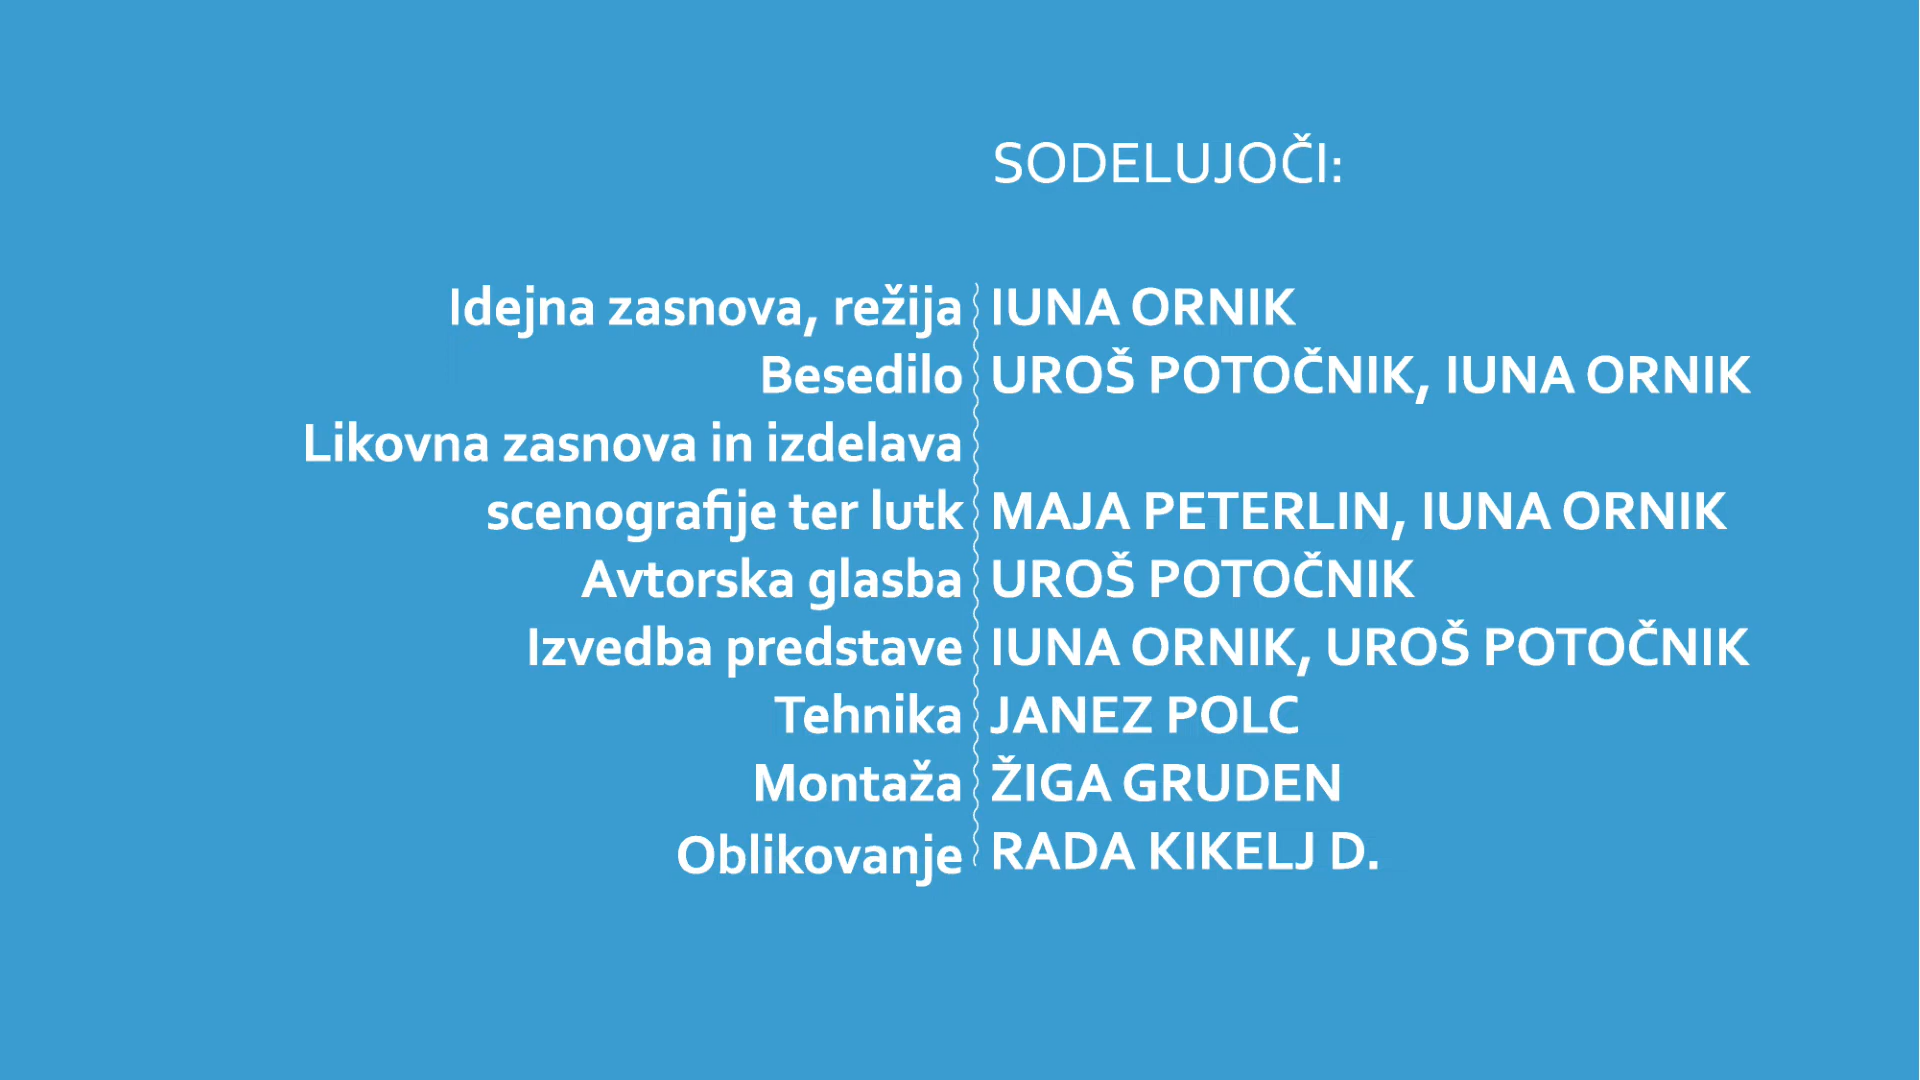 SODELUJOČI:
Idejna zasnova, režija IUNA ORNIK
Besedilo UROŠ POTOČNIK, IUNA ORNIK
Likovna zasnova in izdelava
scenografije ter lutk MAJA PETERLIN, IUNA ORNIK
Avtorska glasba UROŠ POTOČNIK
Izvedba predstave IUNA ORNIK, UROŠ POTOČNIK
Tehnika JANEZ POLC
Montaža ŽIGA GRUDEN
Oblikovanje RADA KIKELJ D.